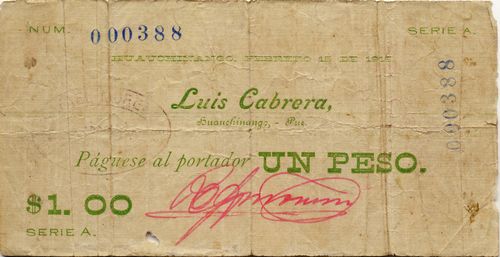 NUM. 000388 SERIE A.
HUAUCHINANGO, FEBRERO 15 DE 1915
Luis Cabrera,
Huauchinango, - Pue.
000388
Páguese al portador UN PESO.
$1.00
SERIE A.